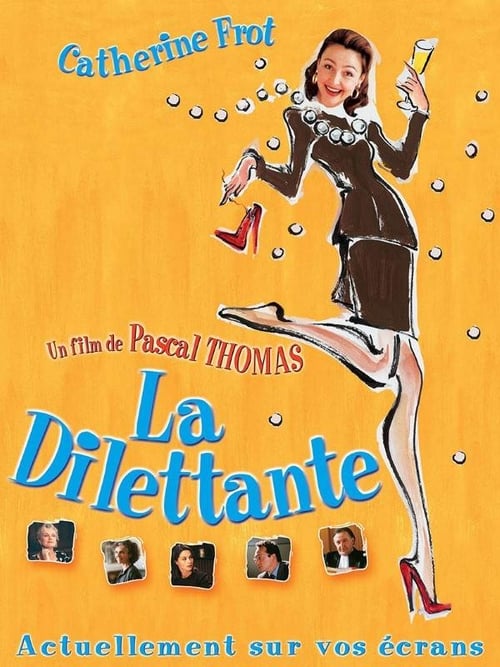 Catherine Frot
Un film de Pascal THOMAS
La
Dilettante
Actuellement sur vos écrans